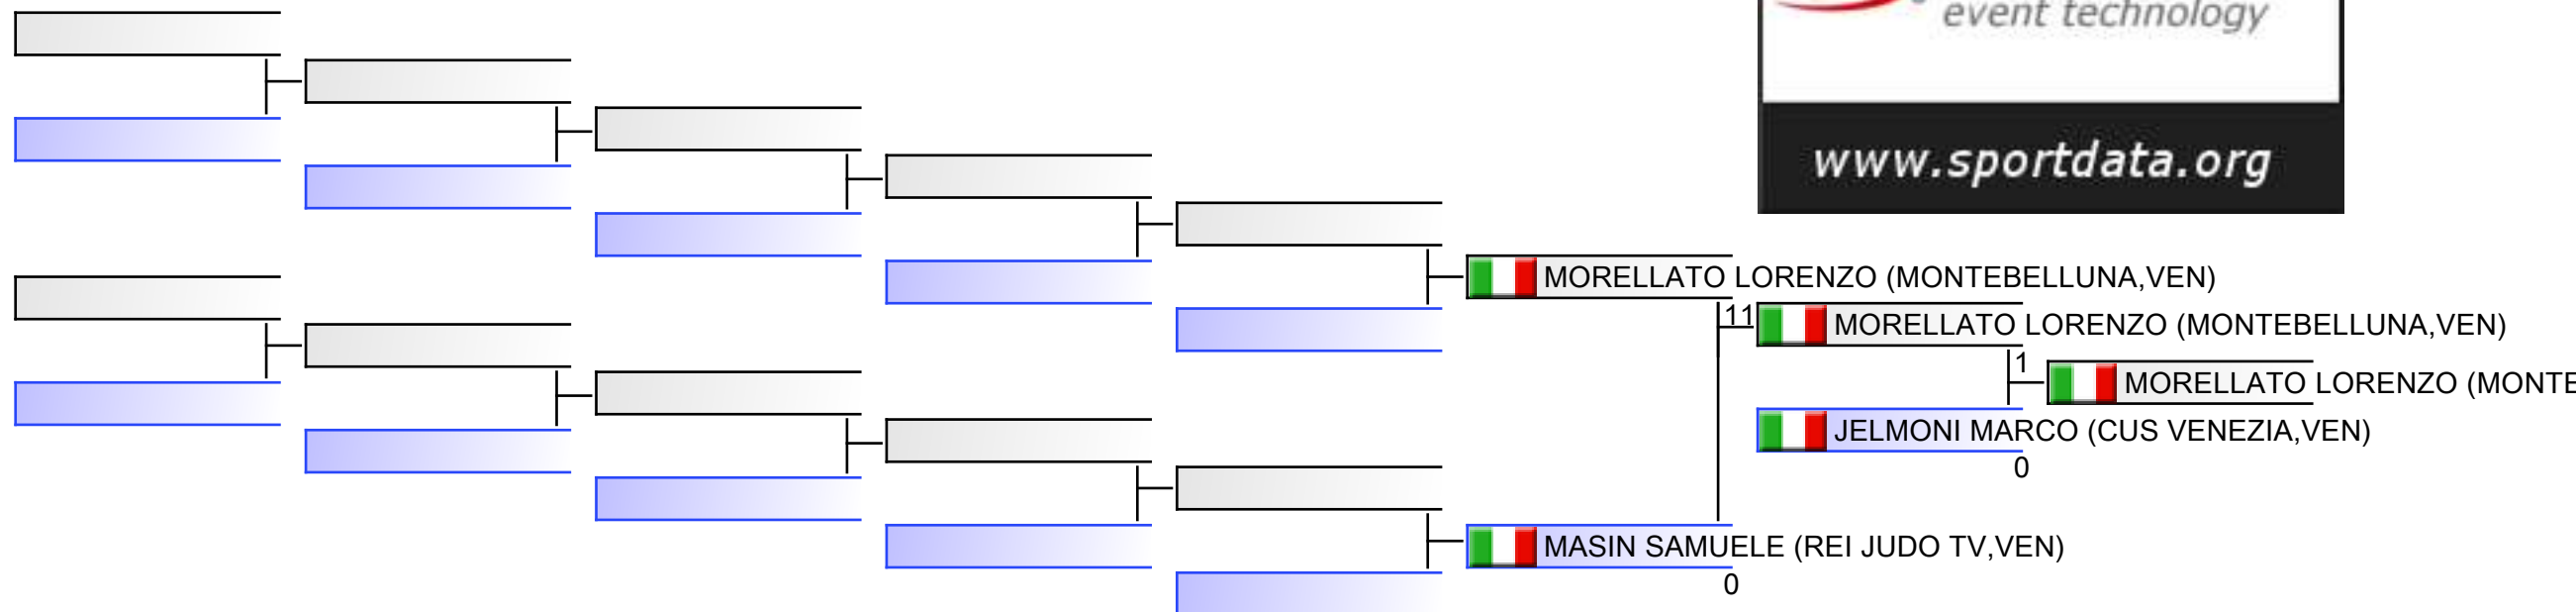 event technology
www.sportdata.org
MORELLATO LORENZO (MONTEBELLUNA,VEN)
11
MORELLATO LORENZO (MONTEBELLUNA,VEN)
1
MORELLATO LORENZO (MONTE
JELMONI MARCO (CUS VENEZIA,VEN)
0
MASIN SAMUELE (REI JUDO TV,VEN)
0